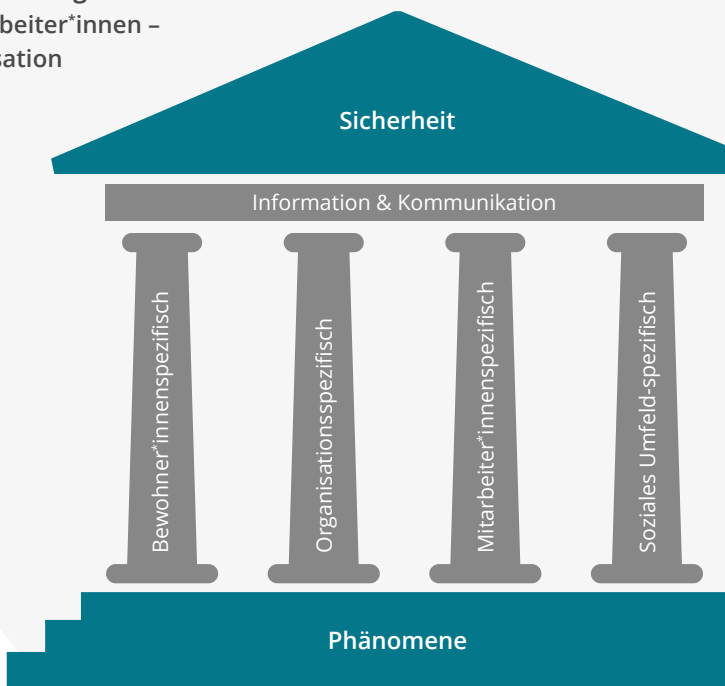 beiter*innen –
sation
Sicherheit
Information & Kommunikation
Bewohner*innenspezifisch
Organisationsspezifisch
Mitarbeiter*innenspezifisch
Soziales Umfeld-spezifisch
Phänomene